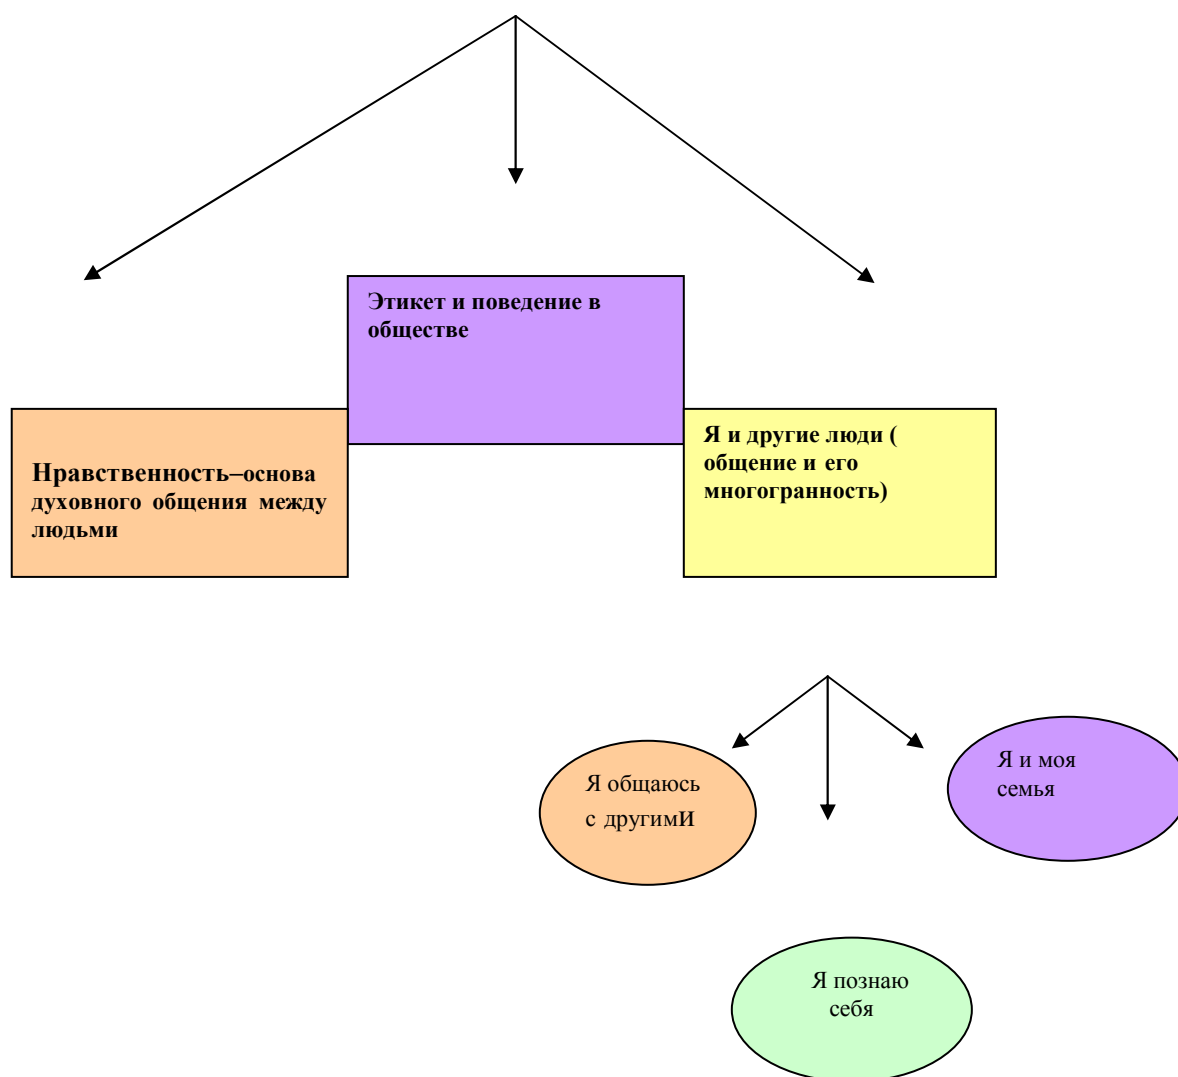 Этикет и поведение в
обществе
Нравственность–основа
духовного общения между
людьми
Я и другие люди (
общение и его
многогранность)
Я общаюсь
с другимИ
Я и моя
семья
Я познаю
себя